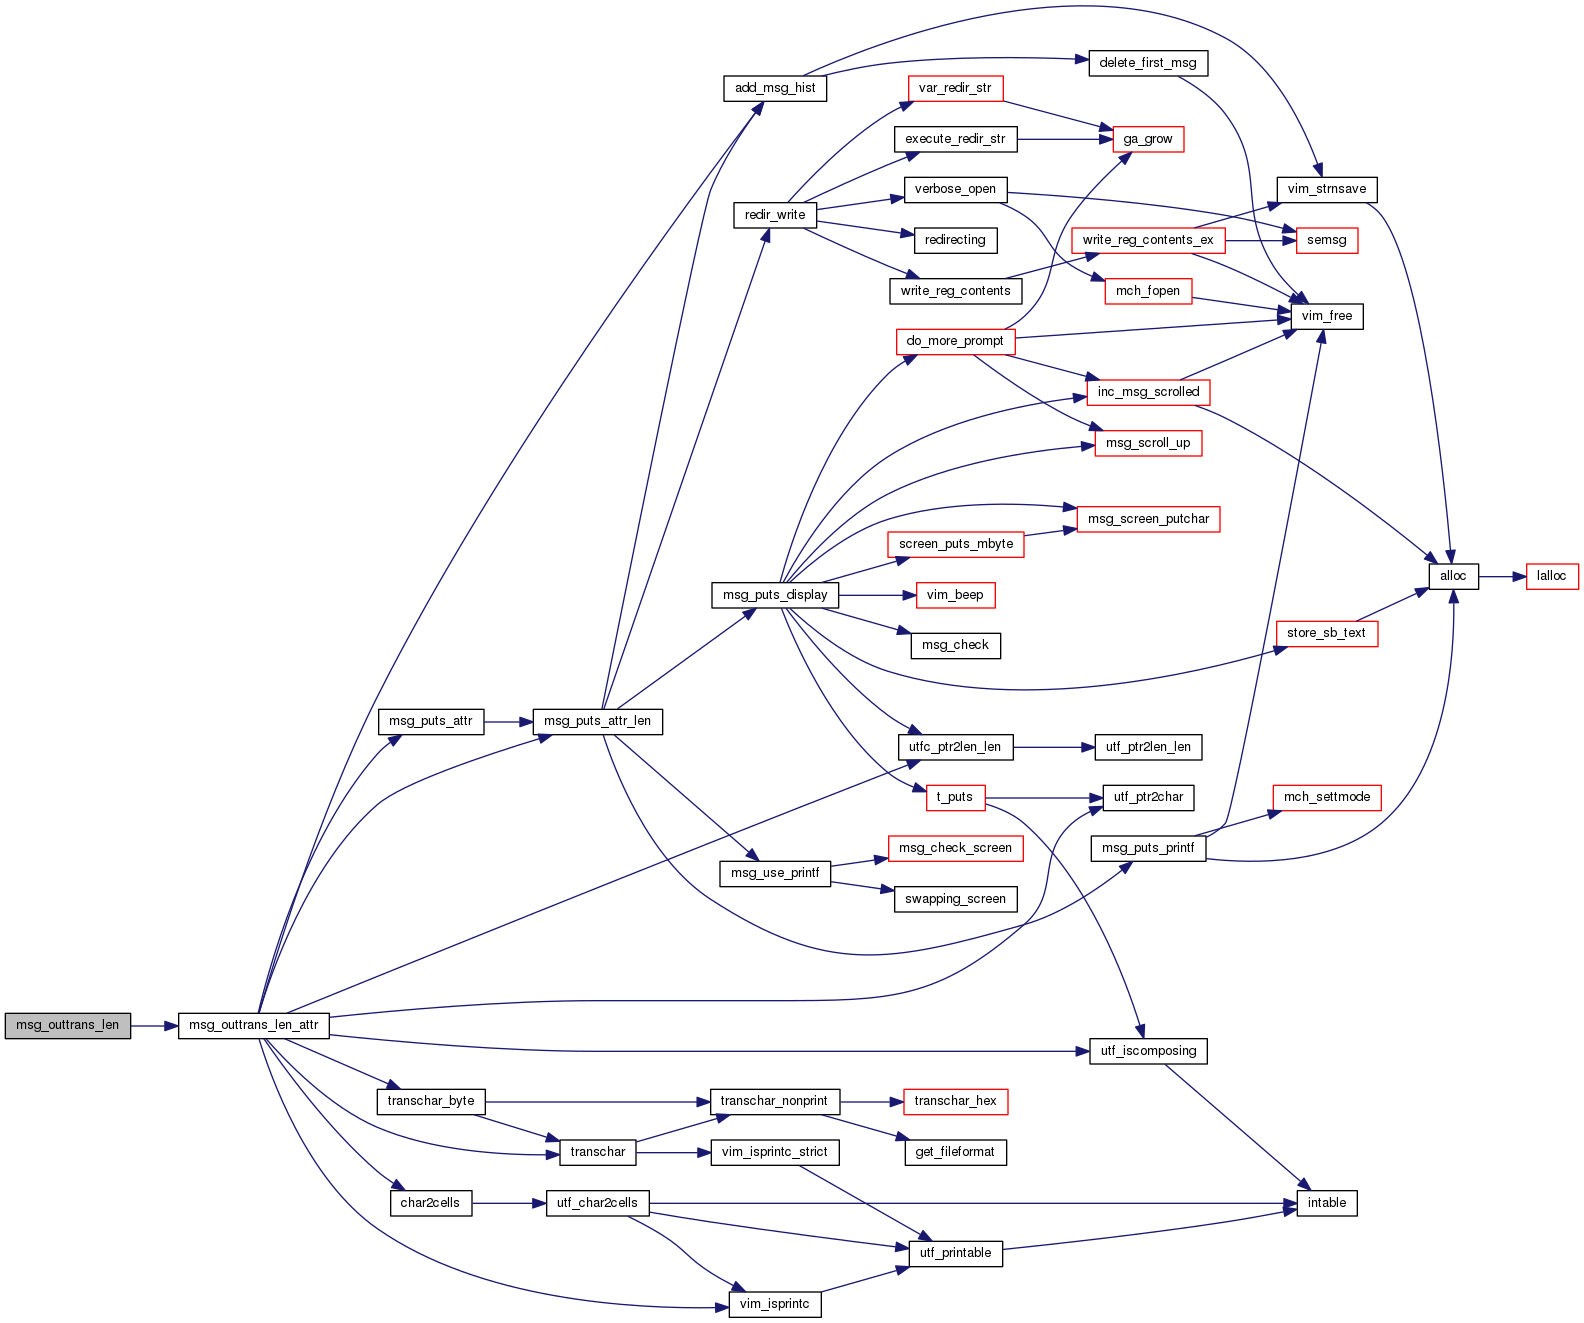 delete_first_msg
add_msg_hist
var_redir_str
execute_redir_str
ga_grow
verbose_open
vim_strnsave
redir_write
redirecting
write_reg_contents_ex
semsg
write_reg_contents
mch_fopen
vim_free
do_more_prompt
inc_msg_scrolled
msg_scroll_up
msg_screen_putchar
screen_puts_mbyte
alloc
lalloc
msg_puts_display
vim_beep
store_sb_text
msg_check
msg_puts_attr
msg_puts_attr_len
utfc_ptr2len_len
utf_ptr2len_len
t_puts
utf_ptr2char
mch_settmode
msg_check_screen
msg_puts_printf
msg_use_printf
swapping_screen
msg_outtrans_len
msg_outtrans_len_attr
utf_iscomposing
transchar_byte
transchar_nonprint
transchar_hex
transchar
vim_isprintc_strict
get_fileformat
char2cells
utf_char2cells
intable
utf_printable
vim_isprintc